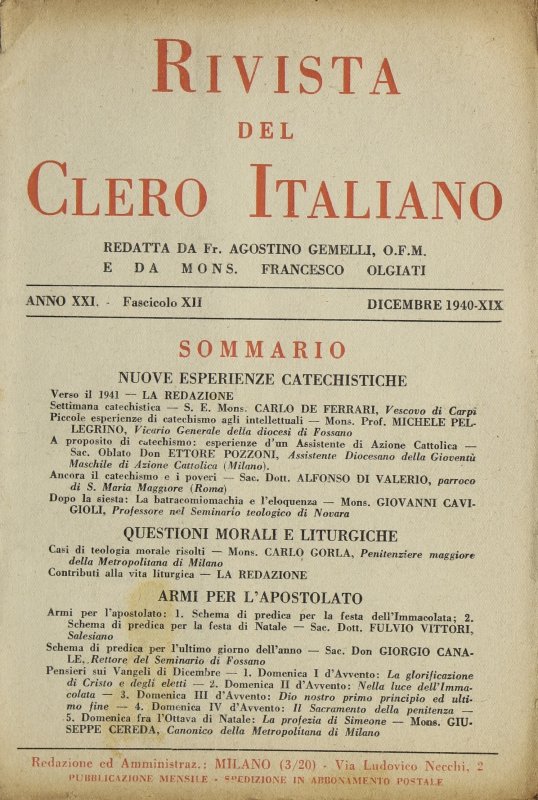 RIVISTA
DEL
CLERO ITALIANO
REDATTA DA Fr. AGOSTINO GEMELLI, O.F.M.
E DA MONS. FRANCESCO OLGIATI
ANNO XXI. - Fascicolo XII DICEMBRE 1940-XIX
SOMMARIO
NUOVE ESPERIENZE CATECHISTICHE
Verso il 1941 — LA REDAZIONE
Settimana catechistica — S. E. Mons. CARLO DE FERRARI, Vescovo di Carpi
Piccole esperienze di catechismo agli intellettuali — Mons. Prof. MICHELE PEL-
LEGRINO, Vicario Generale della diocesi di Fossano
A proposito di catechismo: esperienze d'un Assistente di Azione Cattolica —
Sac. Oblato Don ETTORE POZZONI, Assistente Diocesano della Gioventù
Maschile di Azione Cattolica (Milano).
Ancora il catechismo e i poveri — Sac. Dott. ALFONSO DI VALERIO, parroco
di S. Maria Maggiore (Roma)
Dopo la siesta: La batracomiomachia e l'eloquenza — Mons. GIOVANNI CAVI-
GIOLI, Professore nel Seminario teologico di Novara
QUESTIONI MORALI E LITURGICHE
Casi di teologia morale risolti — Mons. CARLO GORLA, Penitenziere maggiore
della Metropolitana di Milano
Contributi alla vita liturgica — LA REDAZIONE
ARMI PER L'APOSTOLATO
Armi per l'apostolato: 1. Schema di predica per la festa dell'Immacolata; 2.
Schema di predica per la festa di Natale — Sac. Dott. FULVIO VITTORI,
Salesiano
Schema di predica per l'ultimo giorno dell'anno — Sac. Don GIORGIO CANA-
LE, Rettore del Seminario di Fossano
Pensieri sui Vangeli di Dicembre — 1. Domenica I d'Avvento: La glorificazione
di Cristo e degli eletti — 2. Domenica II d'Avvento: Nella luce dell'Imma-
colata — 3. Domenica III d'Avvento: Dio nostro primo principio ed ulti-
mo fine — 4. Domenica IV d'Avvento: Il Sacramento della penitenza —
5. Domenica fra l'Ottava di Natale: La profezia di Simeone — Mons. GIU-
SEPPE CEREDA, Canonico della Metropolitana di Milano
Redazione ed Amministraz.: MILANO (3/20) - Via Ludovico Necchi, 2
PUBBLICAZIONE MENSILE - SPEDIZIONE IN ABBONAMENTO POSTALE